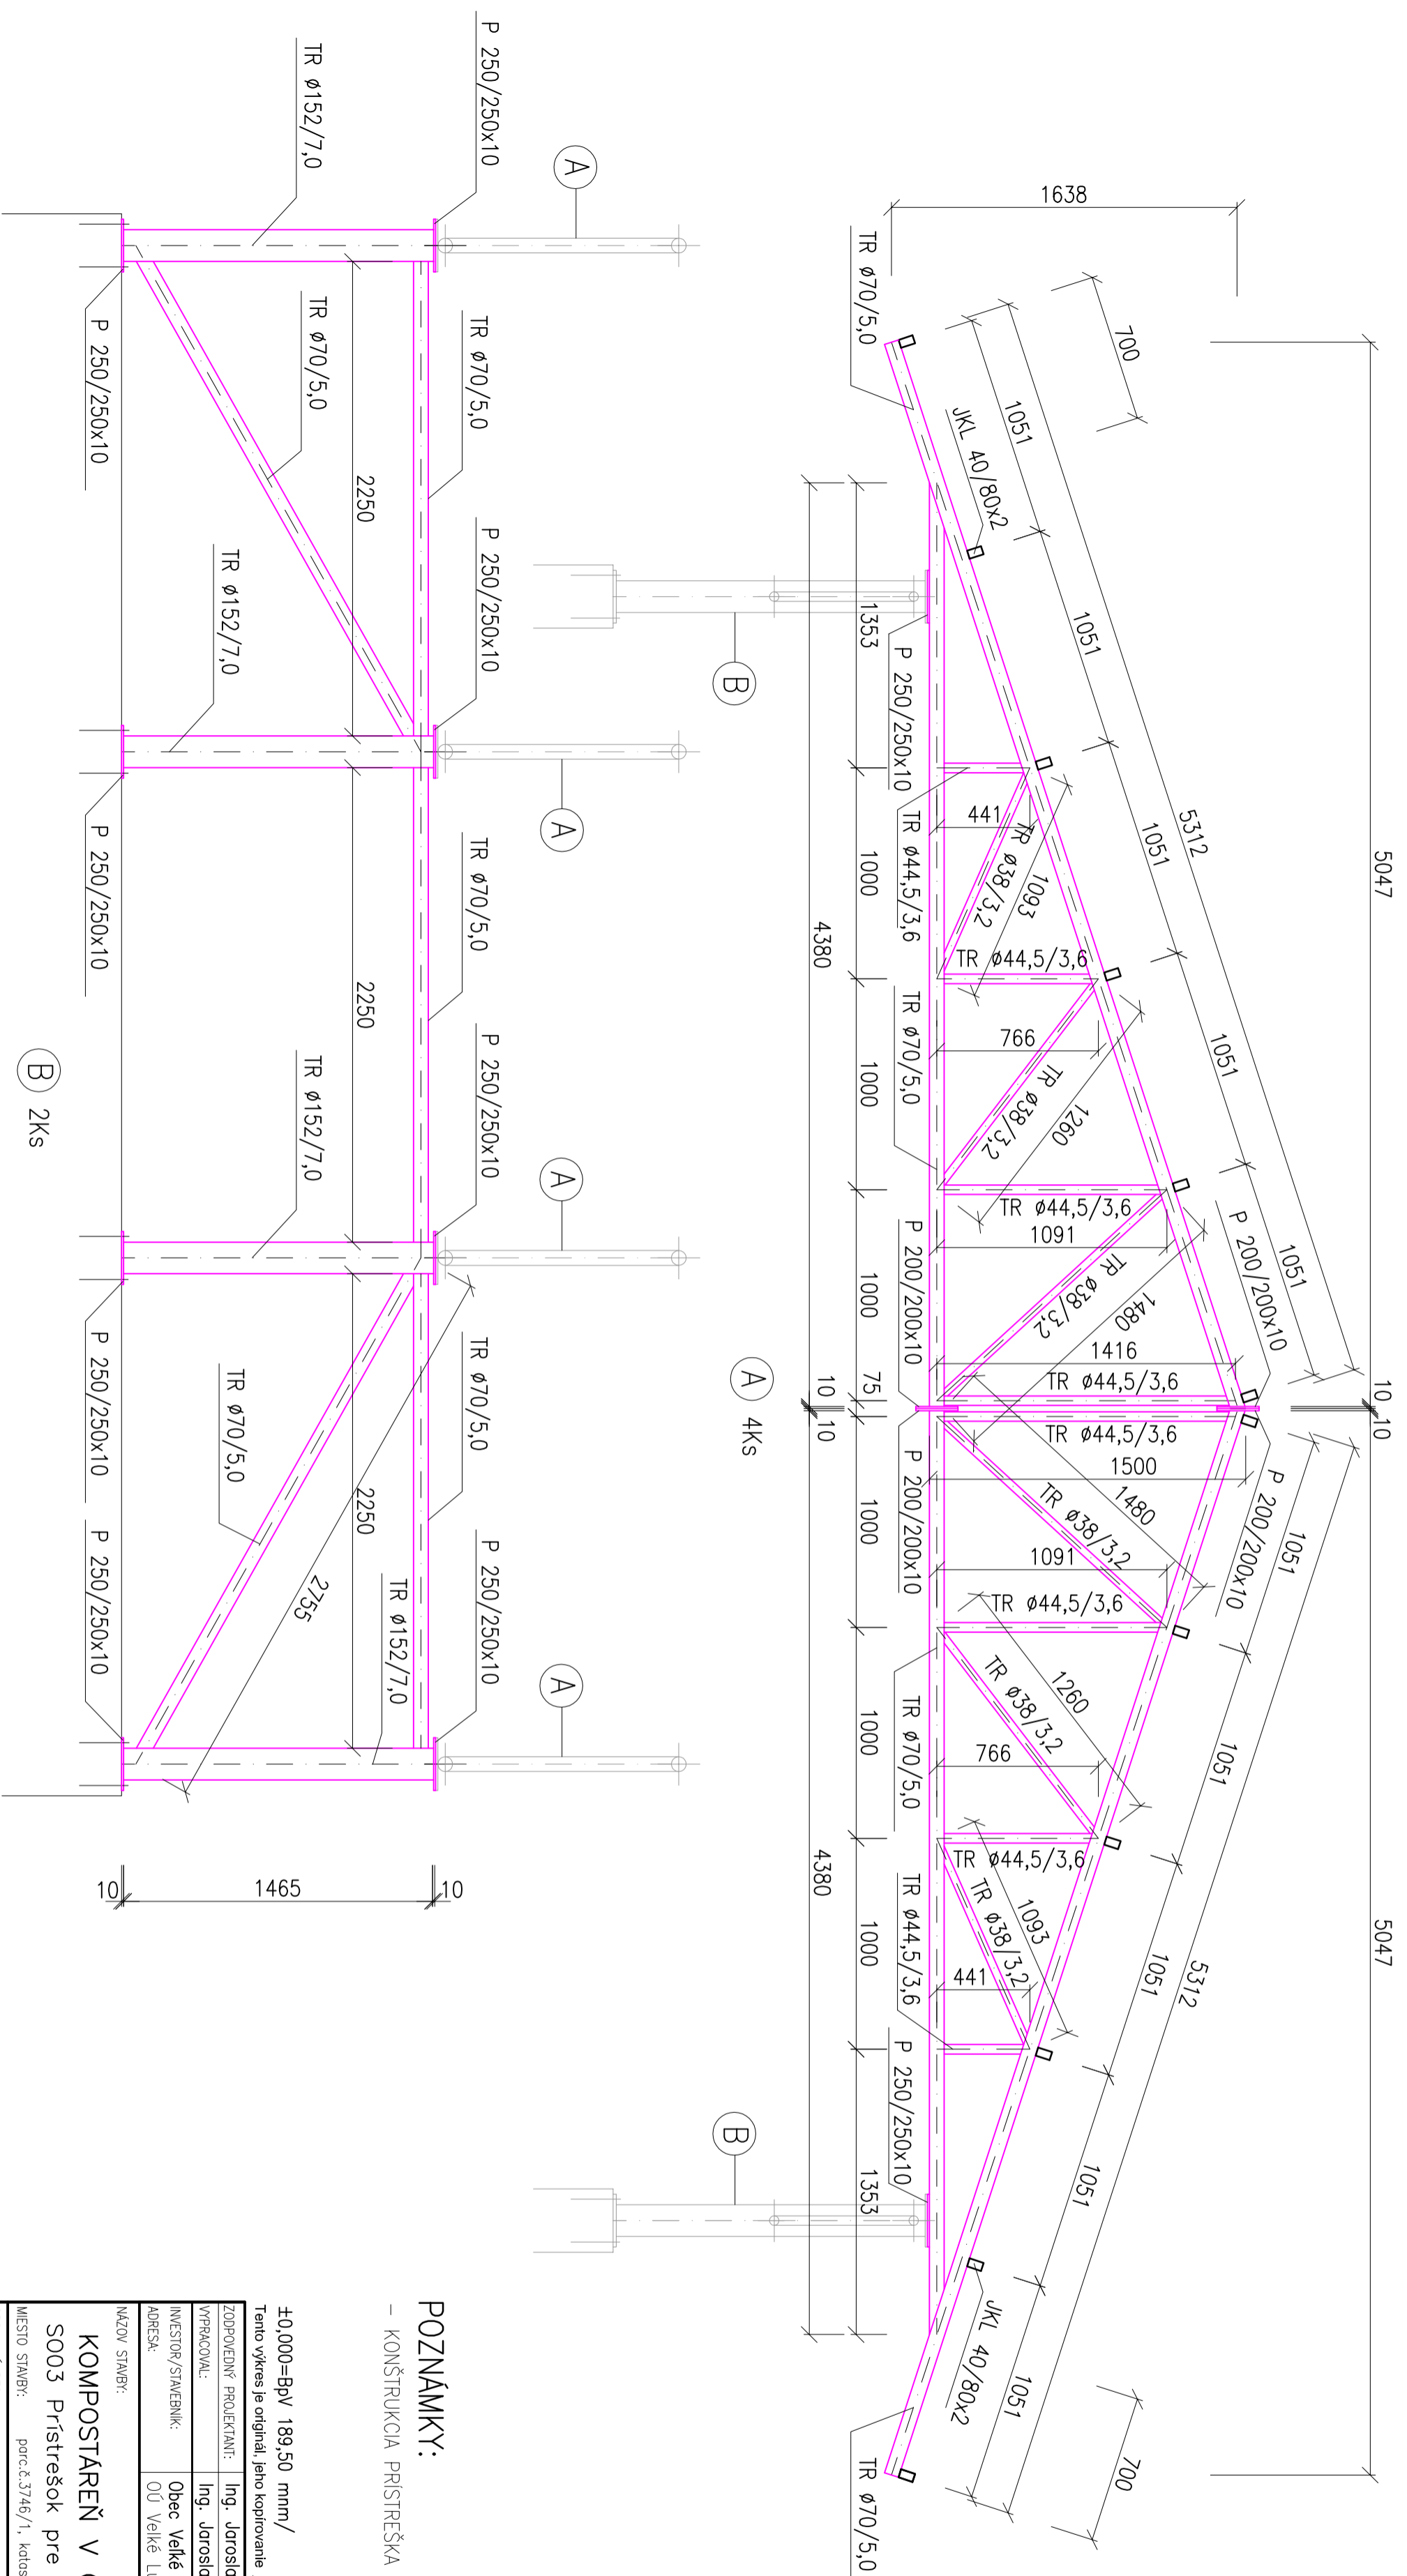 5047
5047
10
10
5312
5312
1638
700
700
1051
1051
1051
1051
1051
1051
1051
1051
1051
1051
TR ø70/5,0
JKL 40/80x2
P 200/200x10
P 200/200x10
JKL 40/80x2
TR ø70/5,0
441
TR ø38/3,2
1093
TR ø44,5/3,6
766
TR ø38/3,2
1260
TR ø44,5/3,6
1091
TR ø38/3,2
1480
1416
TR ø44,5/3,6
TR ø44,5/3,6
1500
1480
TR ø38/3,2
1091
TR ø44,5/3,6
1260
TR ø38/3,2
766
TR ø44,5/3,6
1093
TR ø38/3,2
441
P 250/250x10
TR ø44,5/3,6
TR ø70/5,0
P 200/200x10
P 200/200x10
TR ø70/5,0
TR ø44,5/3,6
P 250/250x10
1353
1000
1000
1000
75
1000
1000
1000
1353
4380
10
10
4380
B
A 4Ks
B
A
A
A
A
P 250/250x10
TR ø70/5,0
P 250/250x10
TR ø70/5,0
P 250/250x10
TR ø70/5,0
P 250/250x10
TR ø152/7,0
TR ø70/5,0
2250
TR ø152/7,0
2250
TR ø152/7,0
2250
TR ø70/5,0
2755
TR ø152/7,0
P 250/250x10
P 250/250x10
P 250/250x10
P 250/250x10
10
1465
10
B 2Ks
POZNÁMKY:
– KONŠTRUKCIA PRÍSTREŠKA
±0,000=BpV 189,50 mnm/
Tento výkres je originál, jeho kopírovanie
ZODPOVEDNÝ PROJEKTANT: Ing. Jarosla
VYPRACOVAL: Ing. Jarosla
INVESTOR/STAVEBNÍK: Obec Veľké
ADRESA: OÚ Veľké Lu
NÁZOV STAVBY:
KOMPOSTÁREŇ V
SO03 Prístrešok pre
MIESTO STAVBY: parc.č.3746/1, katas